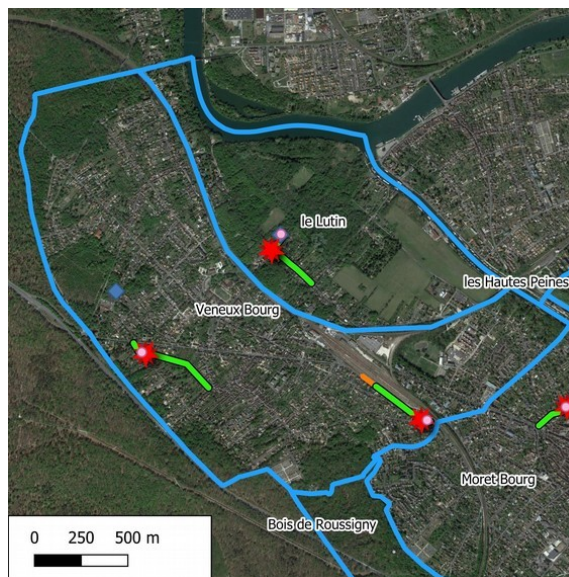 le Lutin
les Hautes Peines
Veneux Bourg
Moret Bourg
Bois de Roussigny
0 250 500 m